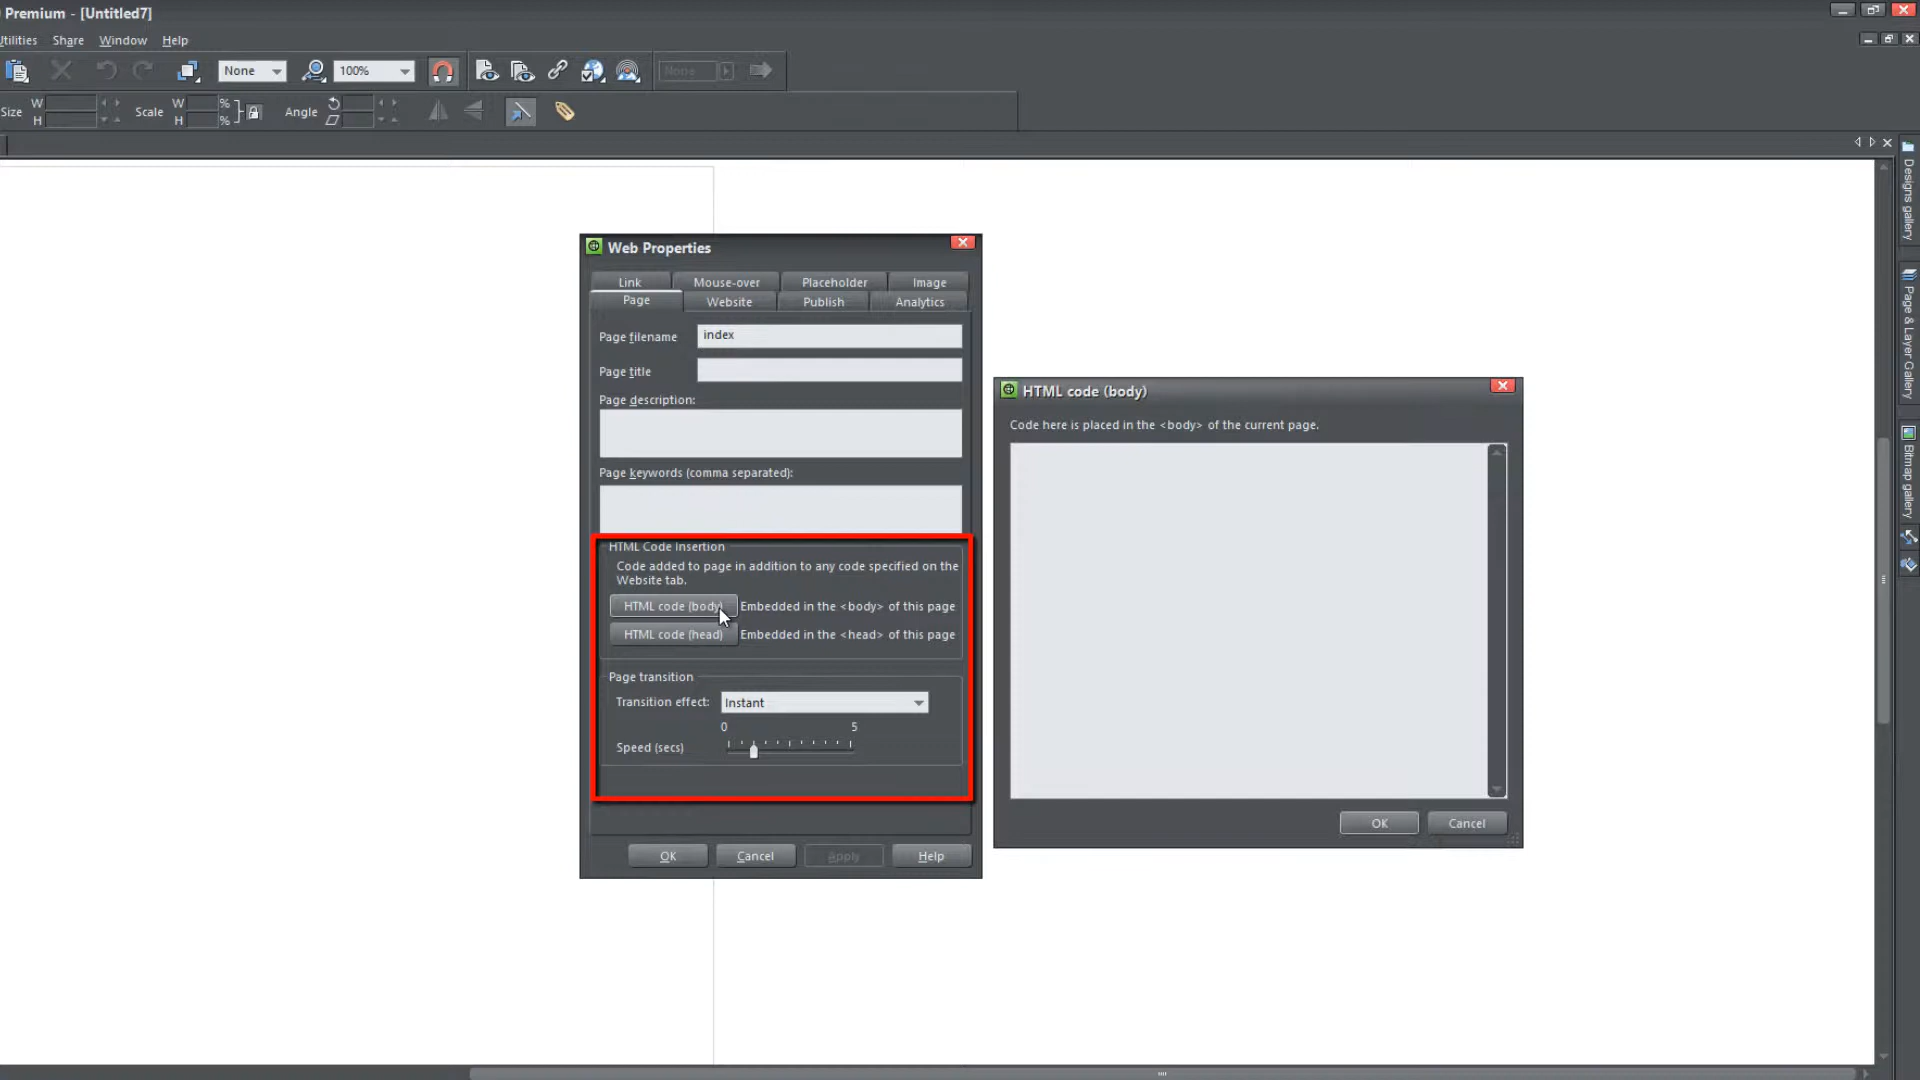 Premium - [Untitled7]
Utilities Share Window Help
None 100% None
Size W H Scale W % H % Angle
Web Properties
Link Mouse-over Placeholder Image
Page Website Publish Analytics
Page filename index
Page title
Page description:
Page keywords (comma separated):
HTML Code Insertion
Code added to page in addition to any code specified on the
Website tab.
HTML code (body) Embedded in the <body> of this page
HTML code (head) Embedded in the <head> of this page
Page transition
Transition effect: Instant
0 5
Speed (secs)
OK Cancel Apply Help
HTML code (body)
Code here is placed in the <body> of the current page.
OK Cancel
Designs gallery
Page & Layer Gallery
Bitmap gallery